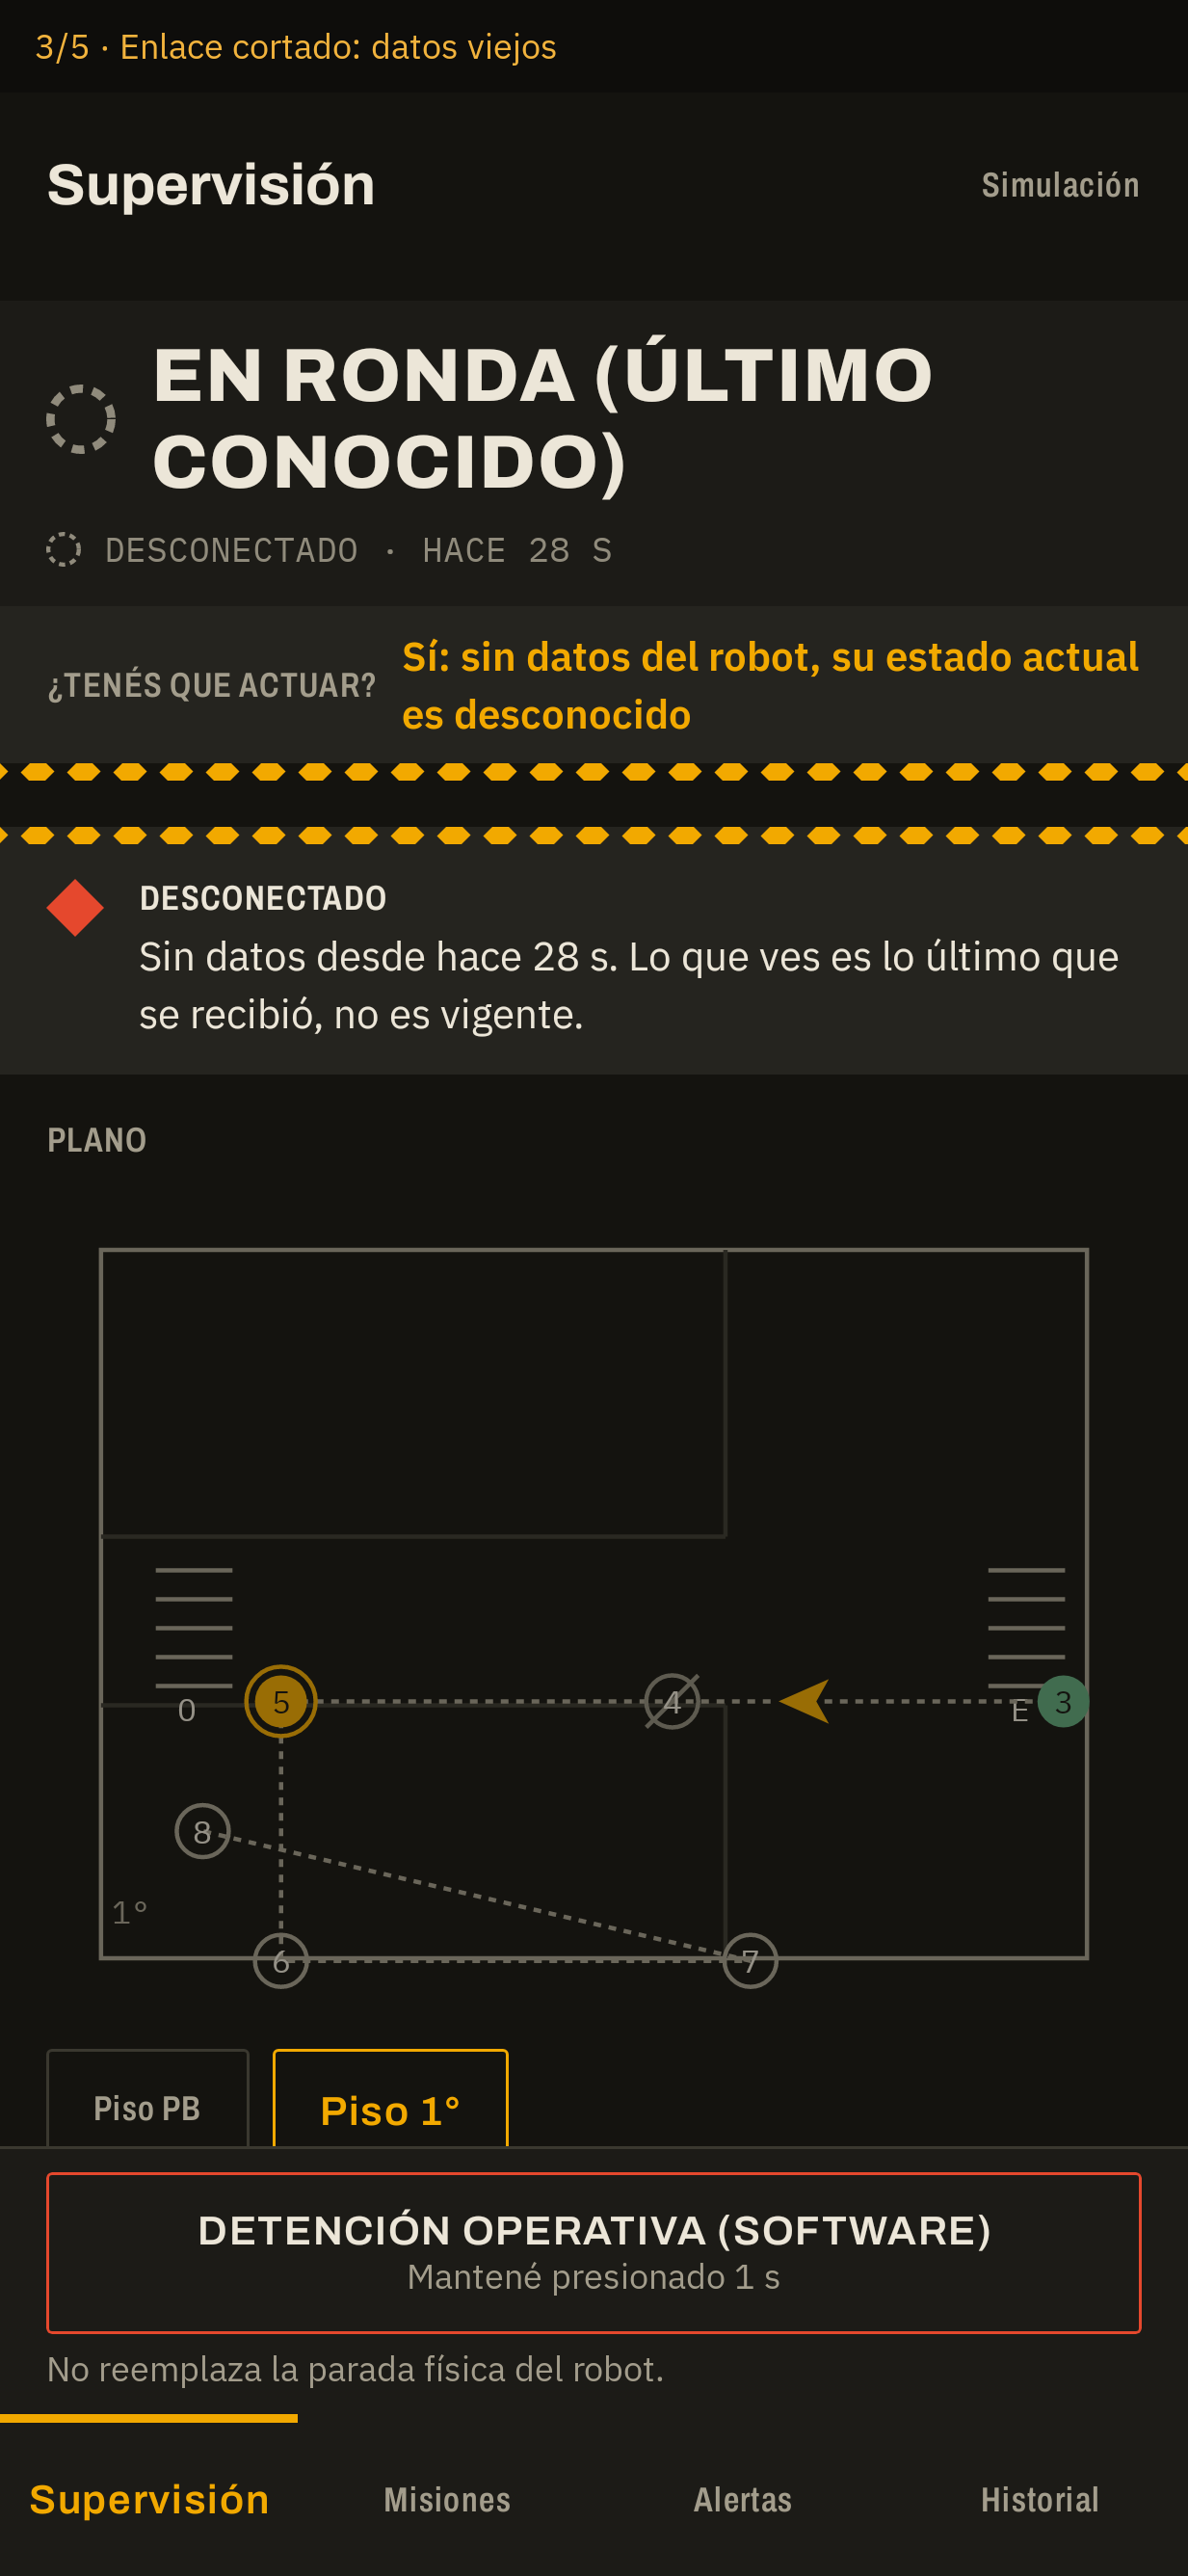 3/5 · Enlace cortado: datos viejos
Supervisión
Simulación
EN RONDA (ÚLTIMO
CONOCIDO)
DESCONECTADO · HACE 28 S
¿TENÉS QUE ACTUAR?
Sí: sin datos del robot, su estado actual
es desconocido
DESCONECTADO
Sin datos desde hace 28 s. Lo que ves es lo último que
se recibió, no es vigente.
PLANO
5
4
3
O
E
8
1°
6
7
Piso PB
Piso 1°
DETENCIÓN OPERATIVA (SOFTWARE)
Mantené presionado 1 s
No reemplaza la parada física del robot.
Supervisión
Misiones
Alertas
Historial